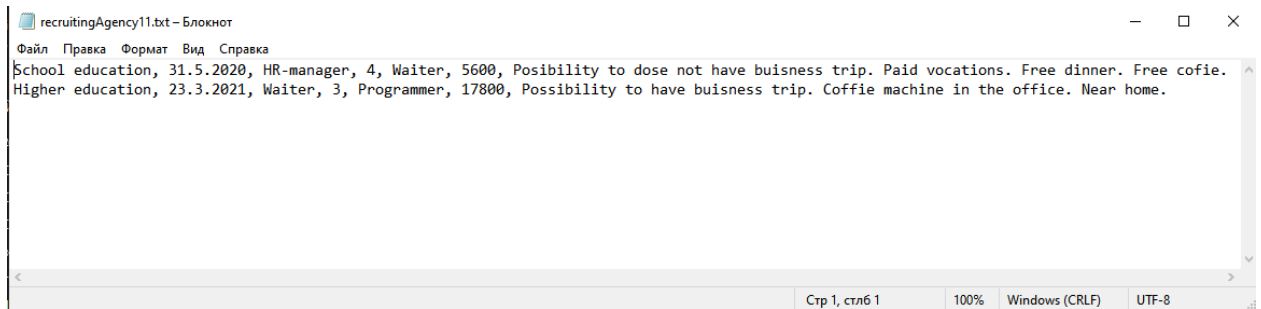 recruitingAgency11.txt – Блокнот
Файл Правка Формат Вид Справка
School education, 31.5.2020, HR-manager, 4, Waiter, 5600, Posibility to dose not have buisness trip. Paid vocations. Free dinner. Free cofie.
Higher education, 23.3.2021, Waiter, 3, Programmer, 17800, Possibility to have buisness trip. Coffie machine in the office. Near home.
Стр 1, стлб 1 100% Windows (CRLF) UTF-8